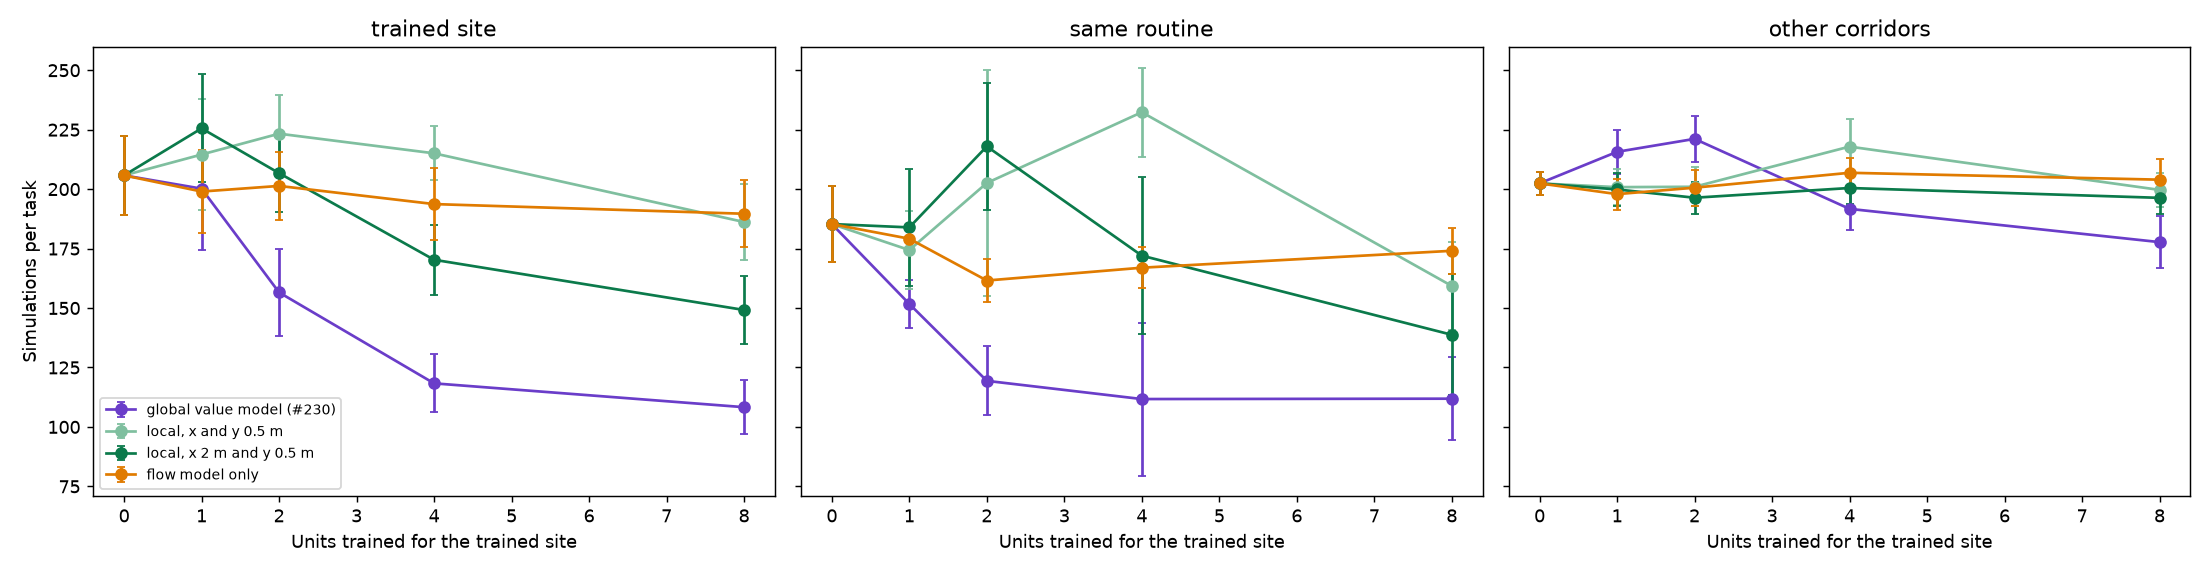 trained site
same routine
other corridors
Simulations per task
250
225
200
175
150
125
100
75
global value model (#230)
local, x and y 0.5 m
local, x 2 m and y 0.5 m
flow model only
0 1 2 3 4 5 6 7 8
0 1 2 3 4 5 6 7 8
0 1 2 3 4 5 6 7 8
Units trained for the trained site
Units trained for the trained site
Units trained for the trained site